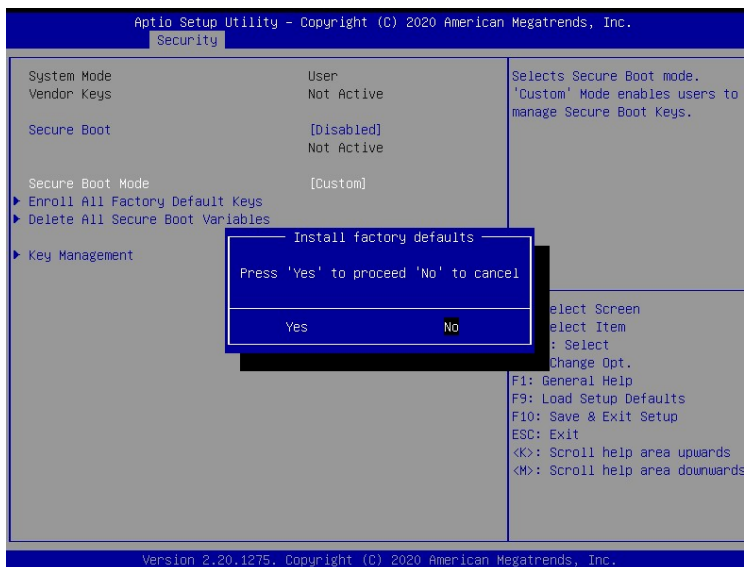 Aptio Setup Utility – Copyright (C) 2020 American Megatrends, Inc.
Security
System Mode User
Vendor Keys Not Active
Secure Boot [Disabled]
Not Active
Secure Boot Mode [Custom]
Enroll All Factory Default Keys
Delete All Secure Boot Variables
Key Management
Install factory defaults
Press 'Yes' to proceed 'No' to cancel
Yes No
Selects Secure Boot mode.
'Custom' Mode enables users to
manage Secure Boot Keys.
elect Screen
elect Item
: Select
Change Opt.
F1: General Help
F9: Load Setup Defaults
F10: Save & Exit Setup
ESC: Exit
<K>: Scroll help area upwards
<M>: Scroll help area downwards
Version 2.20.1275. Copyright (C) 2020 American Megatrends, Inc.